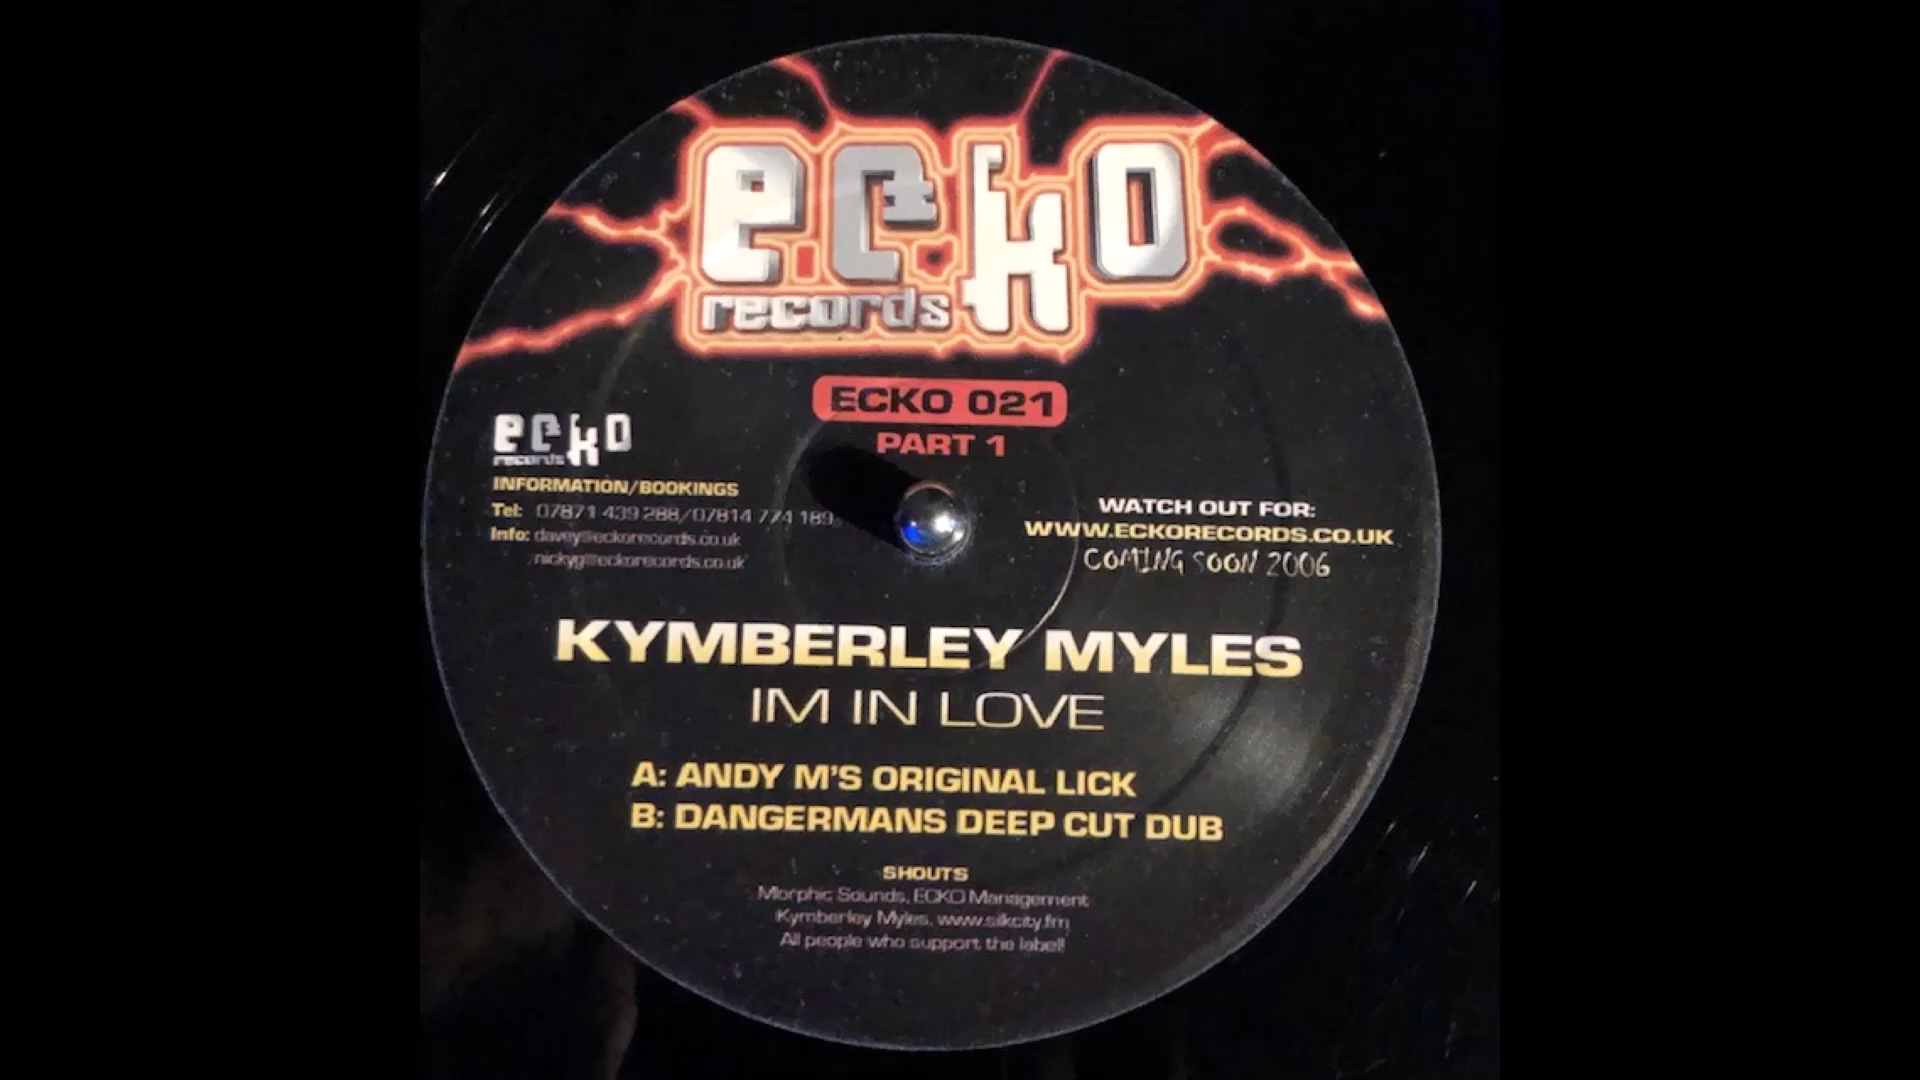 ecko
records
ECKO 021
PART 1
ecko
records
INFORMATION/BOOKINGS
Tel: 07871 439 288/07814 774 189
Info: davey@eckorecords.co.uk
nickyg@eckorecords.co.uk
WATCH OUT FOR:
WWW.ECKORECORDS.CO.UK
COMING SOON 2006
KYMBERLEY MYLES
IM IN LOVE
A: ANDY M'S ORIGINAL LICK
B: DANGERMANS DEEP CUT DUB
SHOUTS
Morphic Sounds, ECKO Management
Kymberley Myles, www.silkcity.fm
All people who support the label!